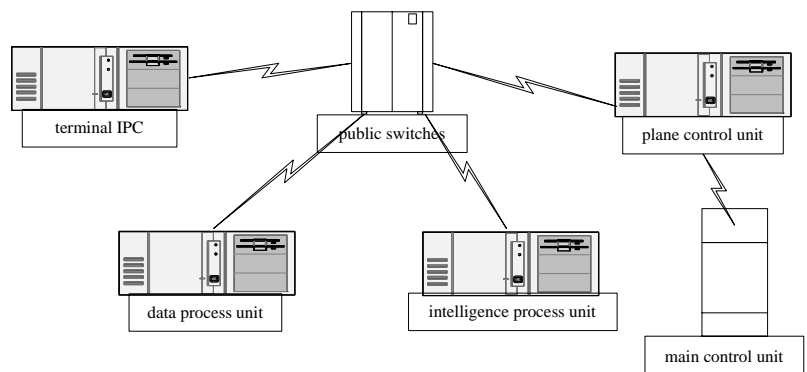 terminal IPC
public switches
plane control unit
data process unit
intelligence process unit
main control unit